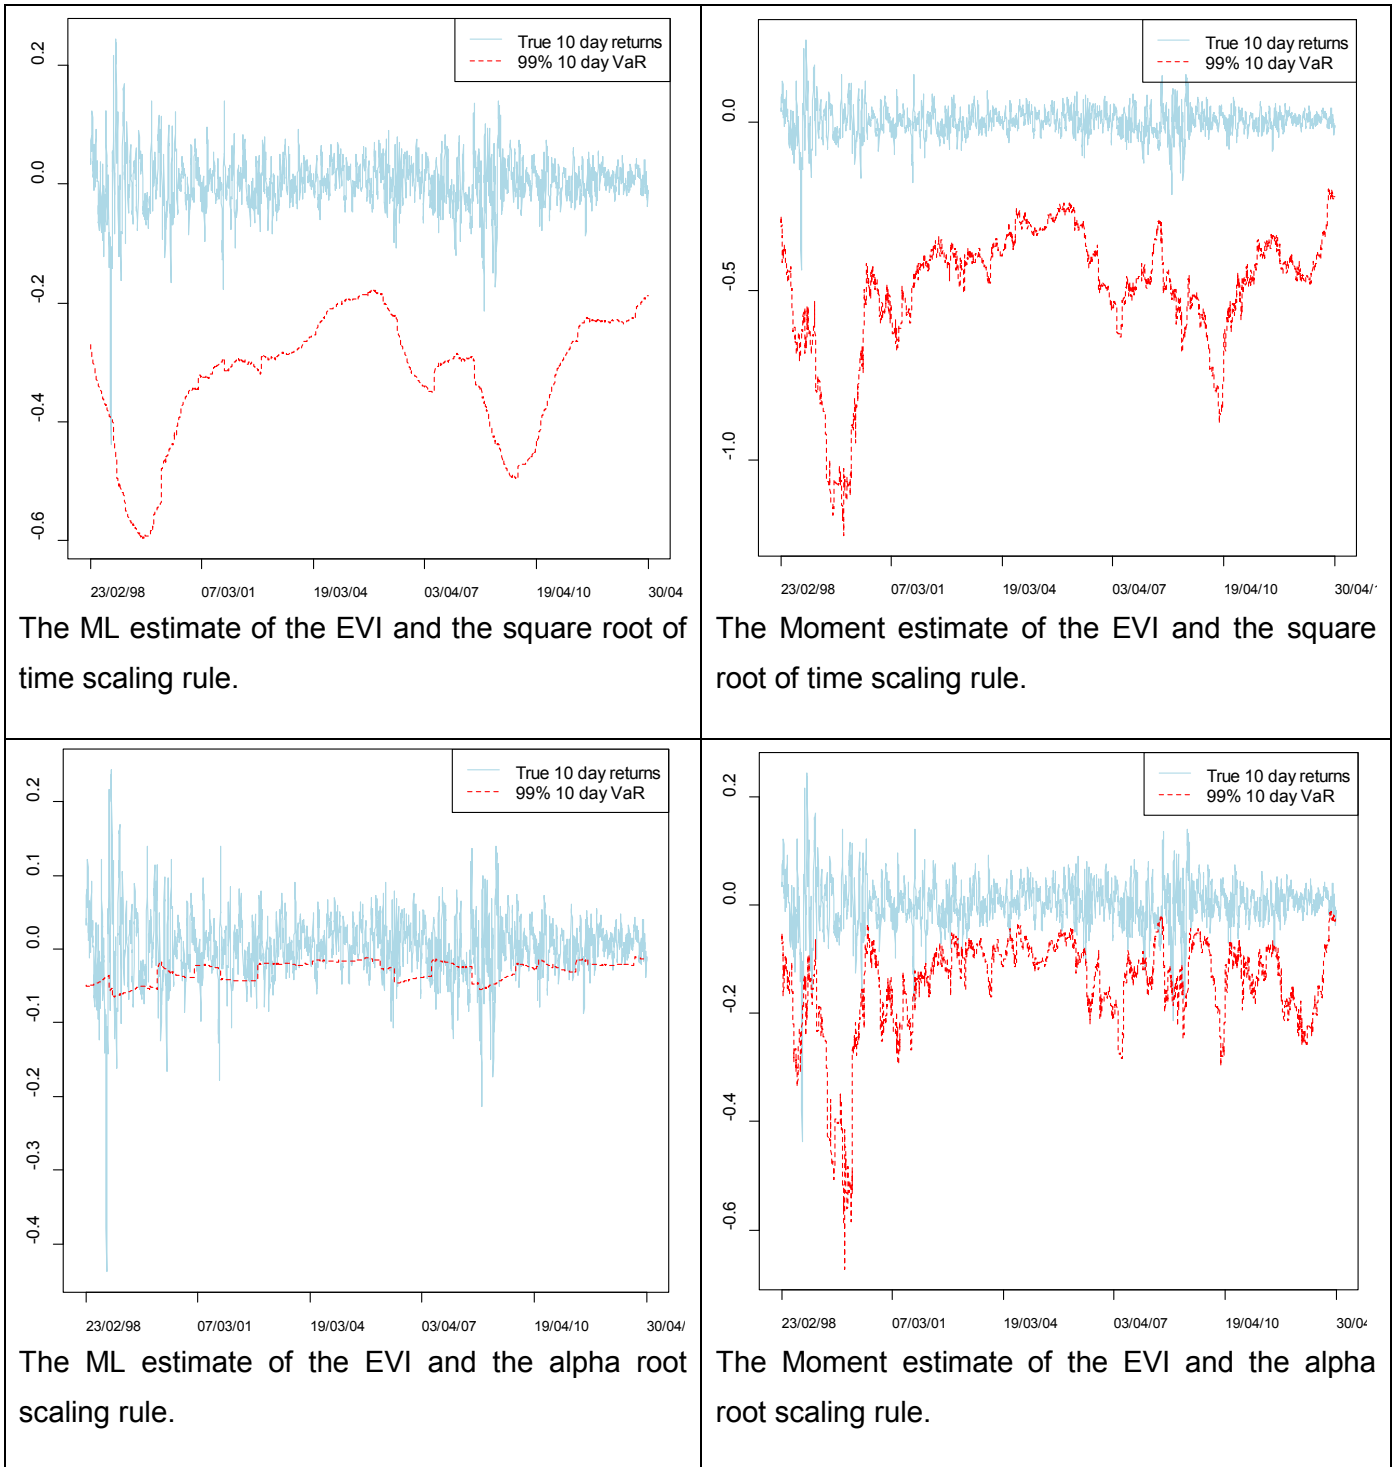 True 10 day returns
99% 10 day VaR
0.2
0.0
-0.2
-0.4
-0.6
23/02/98 07/03/01 19/03/04 03/04/07 19/04/10 30/04
The ML estimate of the EVI and the square root of
time scaling rule.
True 10 day returns
99% 10 day VaR
0.0
-0.5
-1.0
23/02/98 07/03/01 19/03/04 03/04/07 19/04/10 30/04/1
The Moment estimate of the EVI and the square
root of time scaling rule.
True 10 day returns
99% 10 day VaR
0.2
0.1
0.0
-0.1
-0.2
-0.3
-0.4
23/02/98 07/03/01 19/03/04 03/04/07 19/04/10 30/04/
The ML estimate of the EVI and the alpha root
scaling rule.
True 10 day returns
99% 10 day VaR
0.2
0.0
-0.2
-0.4
-0.6
23/02/98 07/03/01 19/03/04 03/04/07 19/04/10 30/04
The Moment estimate of the EVI and the alpha
root scaling rule.